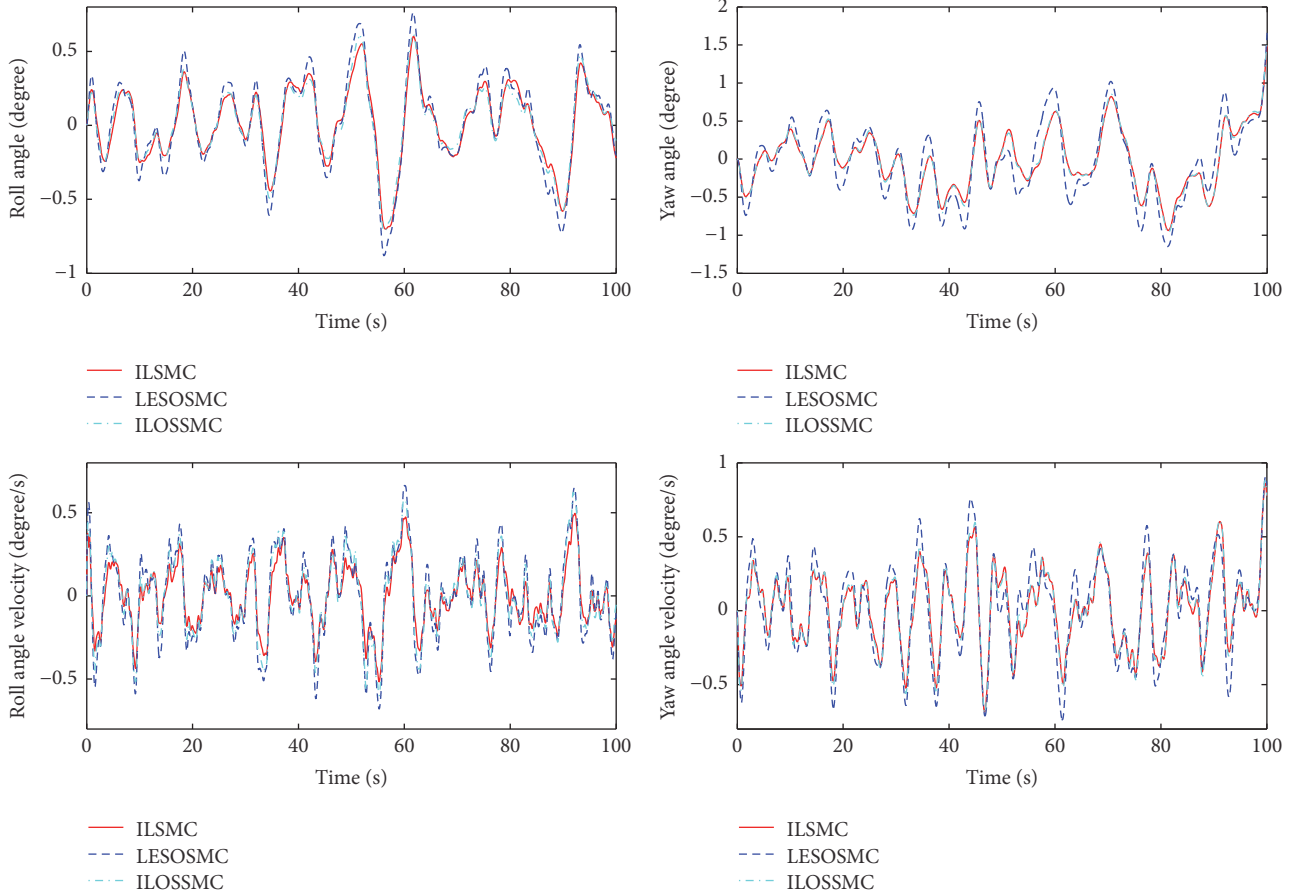 Roll angle (degree)
0.5
0
−0.5
−1
0 20 40 60 80 100
Time (s)
ILSMC
LESOSMC
ILOSSMC
Yaw angle (degree)
2
1.5
1
0.5
0
−0.5
−1
−1.5
0 20 40 60 80 100
Time (s)
ILSMC
LESOSMC
ILOSSMC
Roll angle velocity (degree/s)
0.5
0
−0.5
0 20 40 60 80 100
Time (s)
ILSMC
LESOSMC
ILOSSMC
Yaw angle velocity (degree/s)
1
0.5
0
−0.5
0 20 40 60 80 100
Time (s)
ILSMC
LESOSMC
ILOSSMC